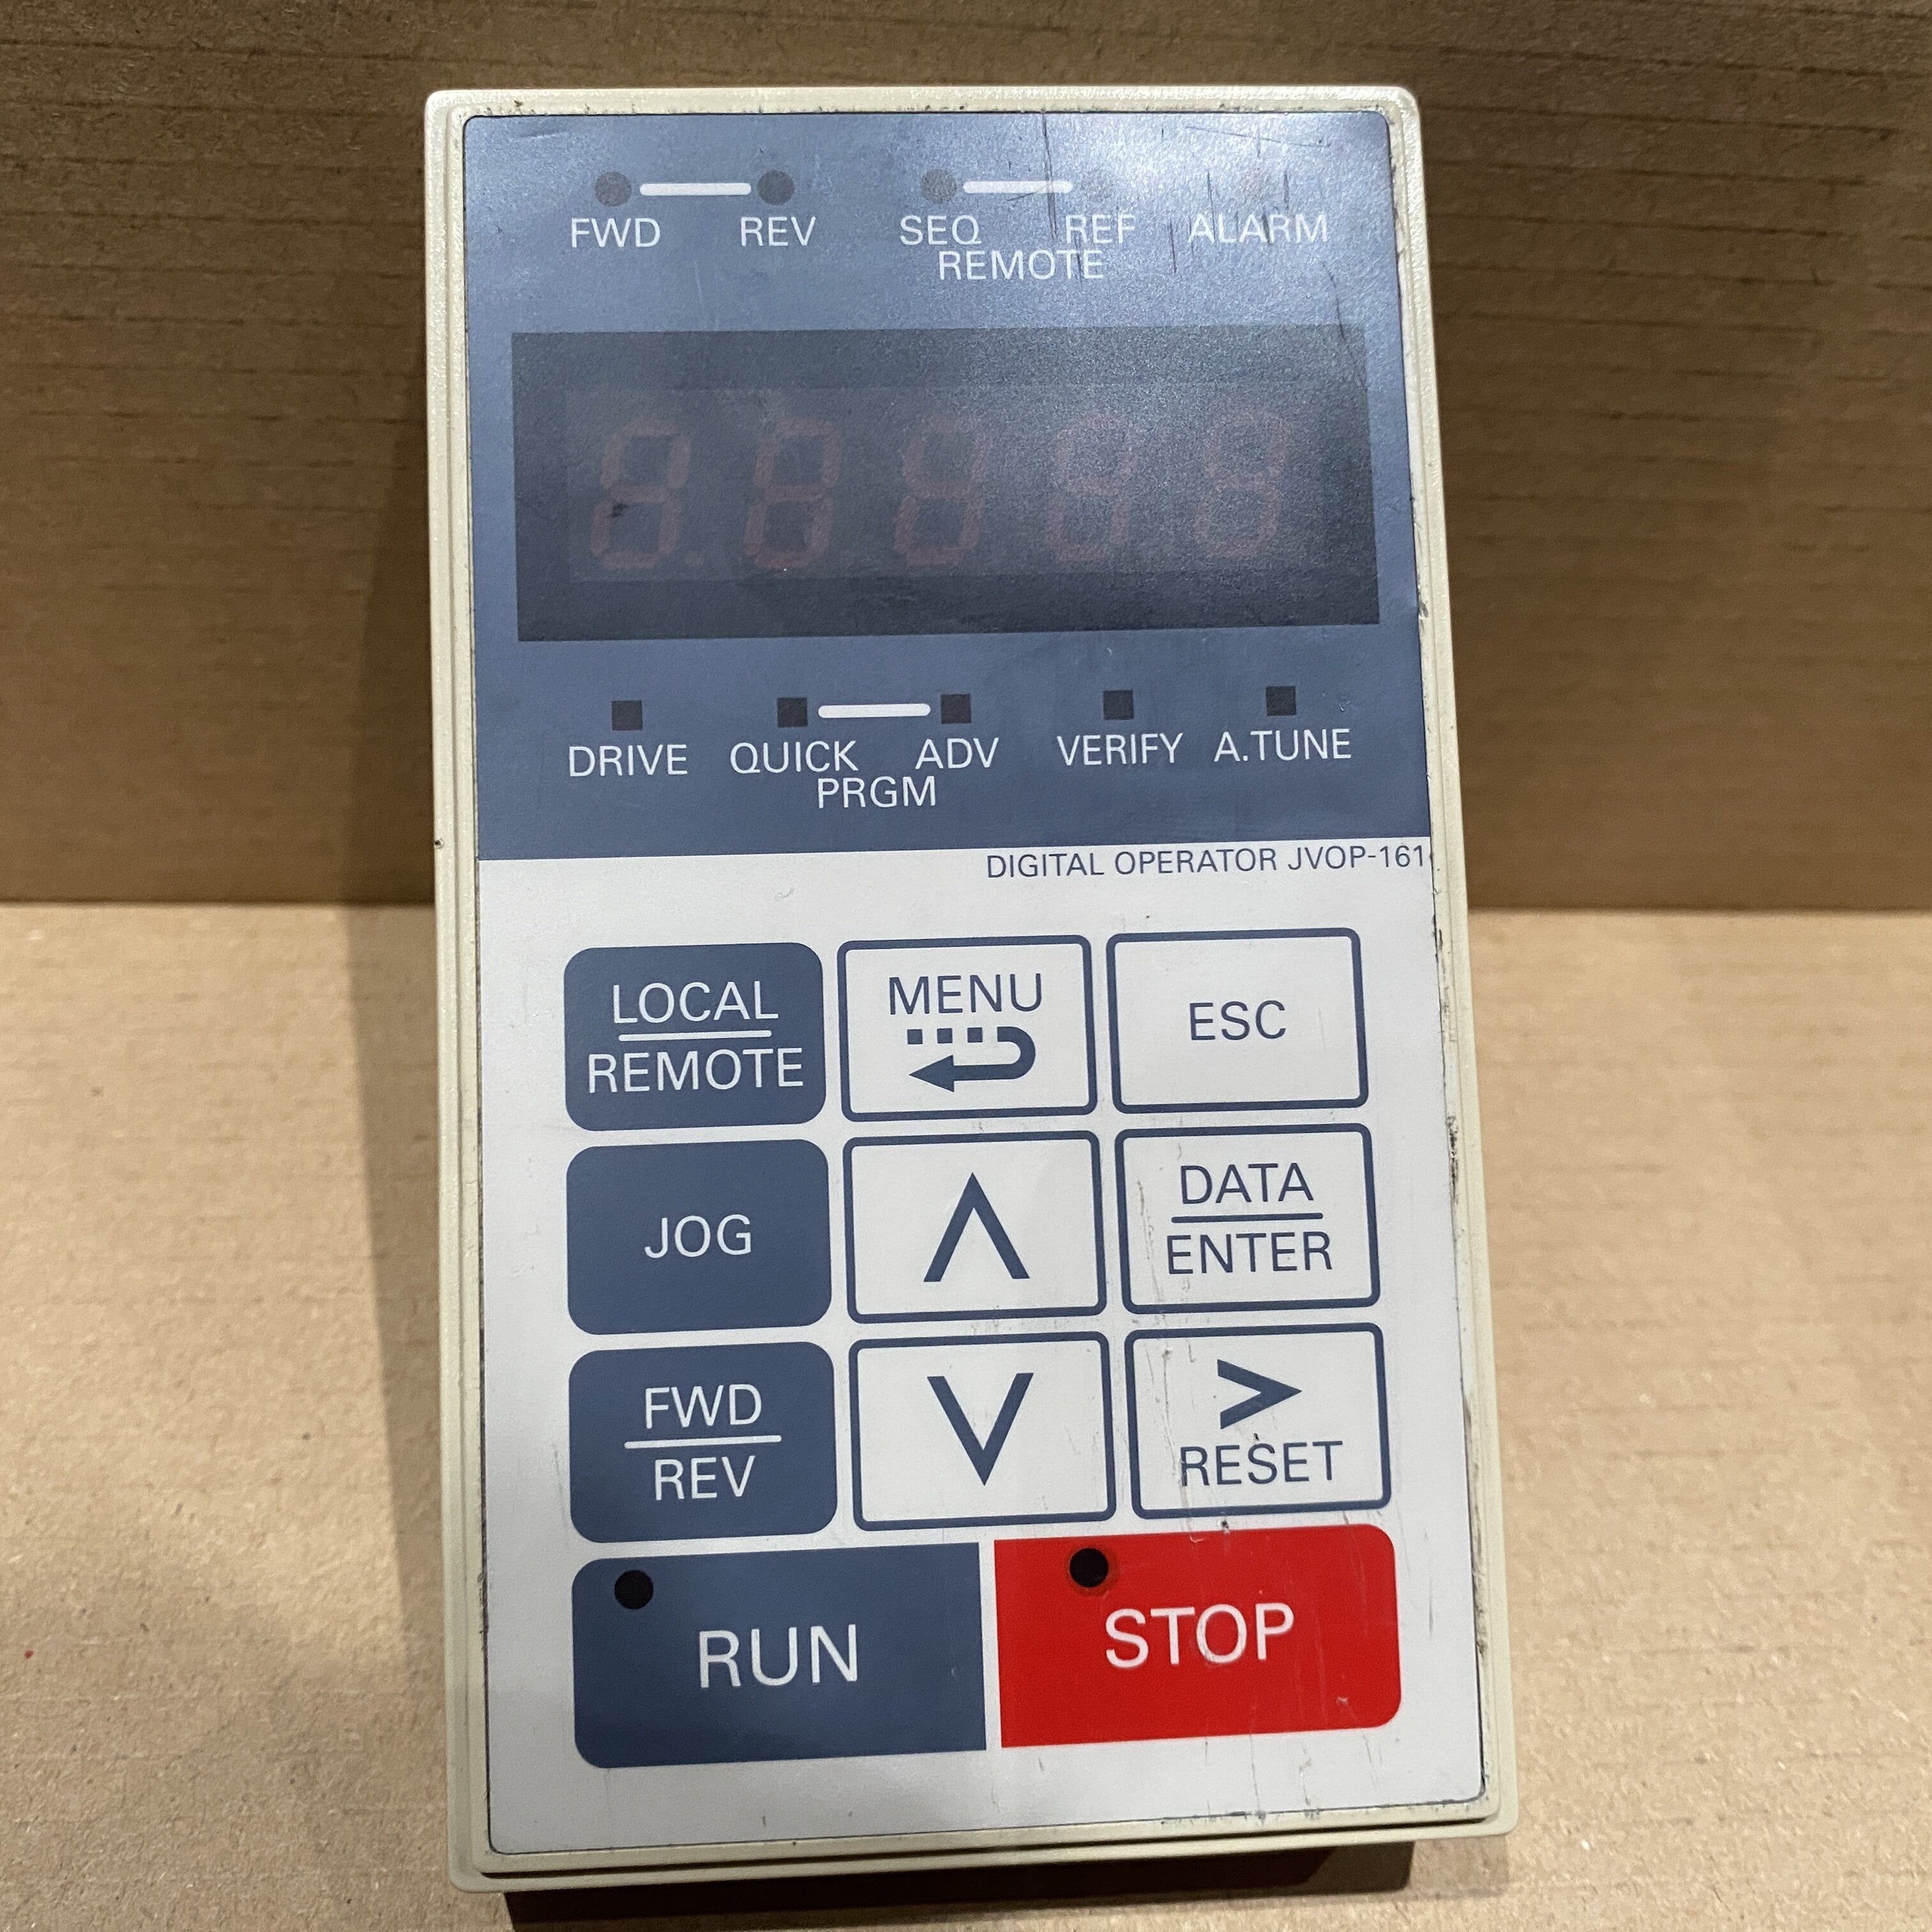 FWD REV SEQ REF ALARM
REMOTE
DRIVE QUICK ADV VERIFY A.TUNE
PRGM
DIGITAL OPERATOR JVOP-161
LOCAL
REMOTE
MENU
ESC
JOG
DATA
ENTER
FWD
REV
RESET
RUN
STOP